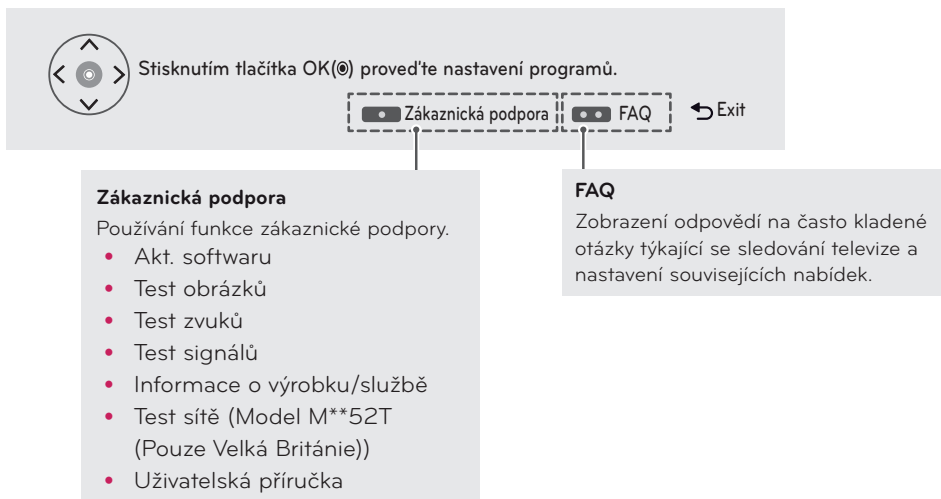 Stisknutím tlačítka OK(◉) proveďte nastavení programů.
Zákaznická podpora FAQ Exit
Zákaznická podpora
Používání funkce zákaznické podpory.
• Akt. softwaru
• Test obrázků
• Test zvuků
• Test signálů
• Informace o výrobku/službě
• Test sítě (Model M**52T
(Pouze Velká Británie))
• Uživatelská příručka
FAQ
Zobrazení odpovědí na často kladené
otázky týkající se sledování televize a
nastavení souvisejících nabídek.